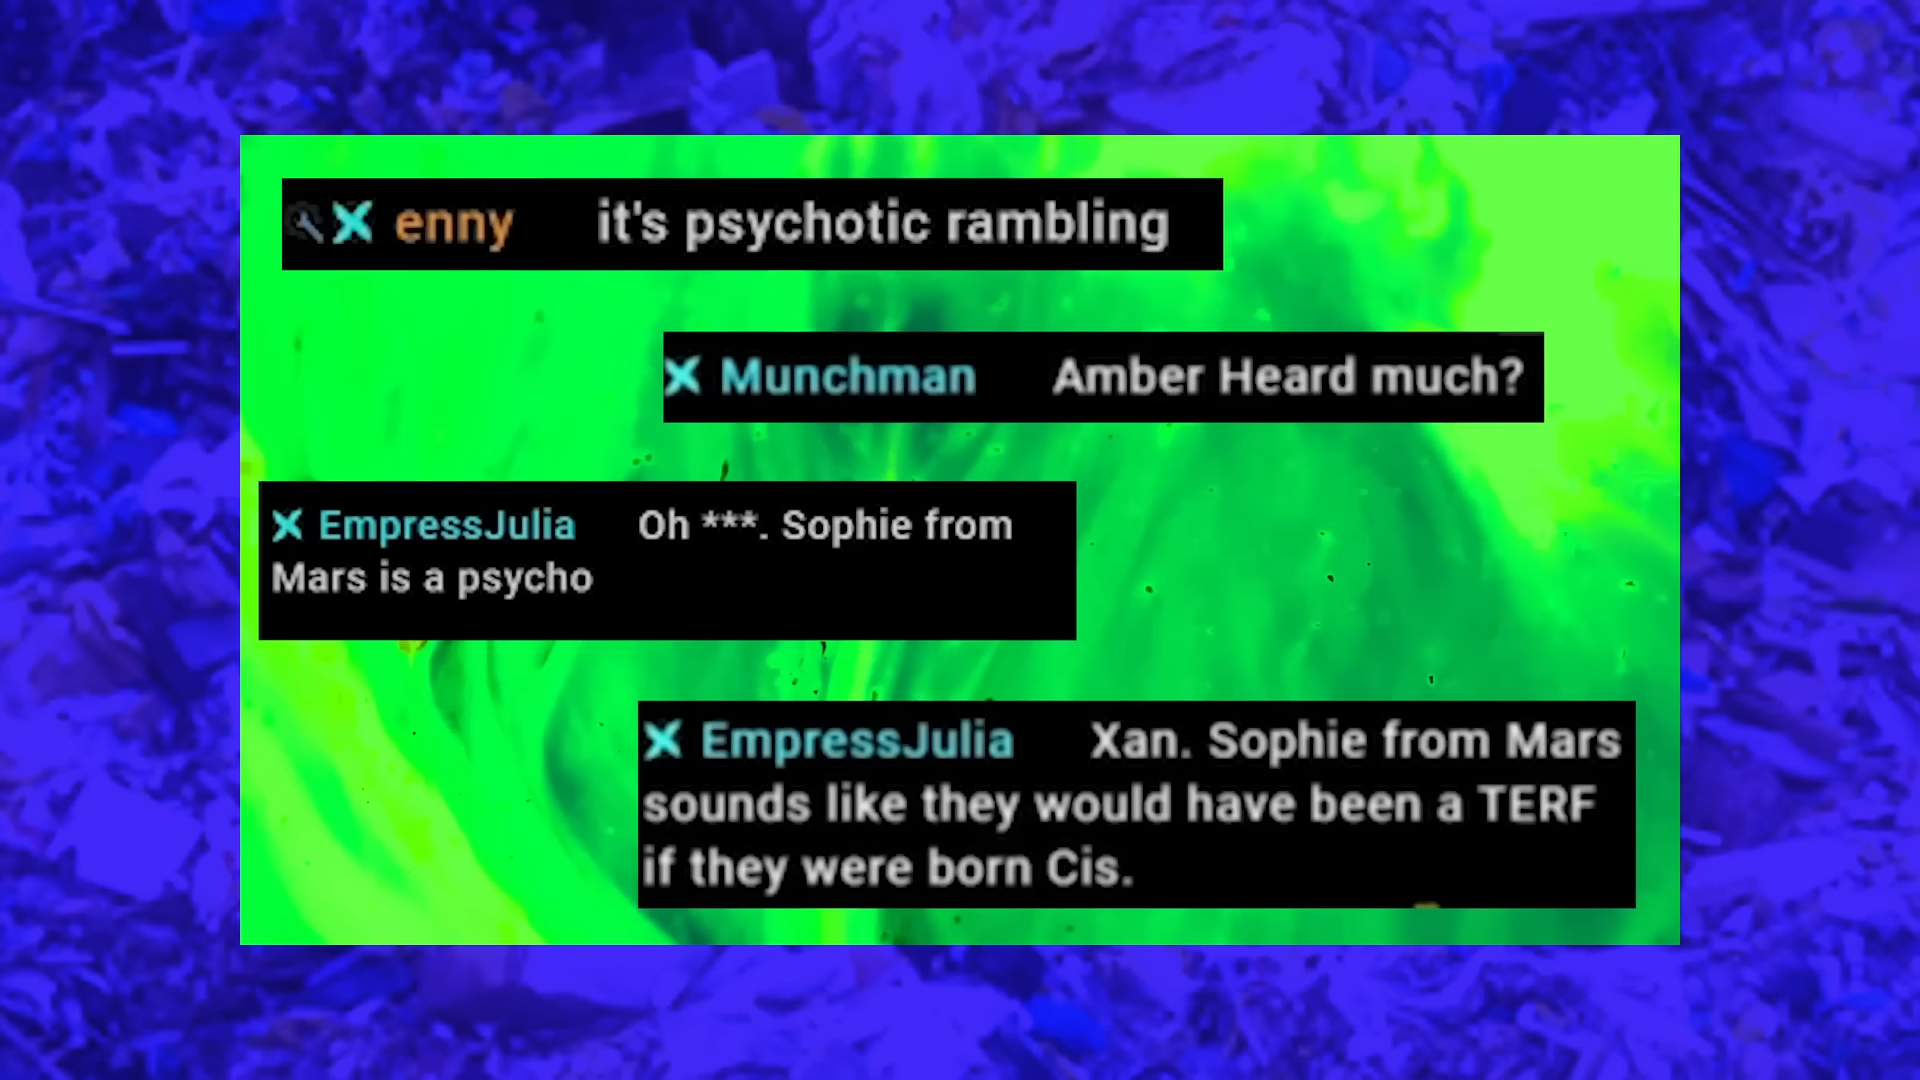 enny it's psychotic rambling
Munchman Amber Heard much?
EmpressJulia Oh ***. Sophie from
Mars is a psycho
EmpressJulia Xan. Sophie from Mars
sounds like they would have been a TERF
if they were born Cis.